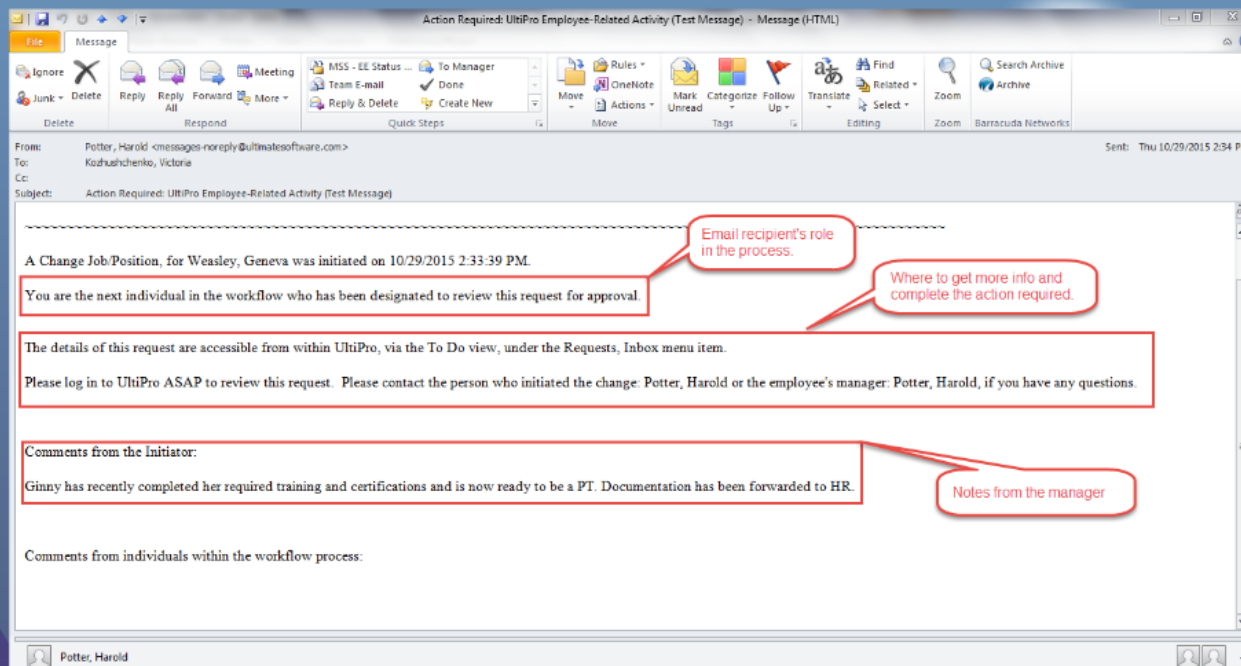 Action Required: UltiPro Employee-Related Activity (Test Message) - Message (HTML)
File Message
Ignore
Junk
Delete
Reply
Reply All
Forward
Meeting
More
MSS - EE Status ...
To Manager
Team E-mail
Done
Reply & Delete
Create New
Move
Rules
OneNote
Actions
Mark Unread
Categorize
Follow Up
Translate
Find
Related
Select
Zoom
Search Archive
Archive
Delete Respond Quick Steps Move Tags Editing Zoom Barracuda Networks
From: Potter, Harold <messages-noreply@ultimatesoftware.com> Sent: Thu 10/29/2015 2:34 P
To: Kozhushchenko, Victoria
Cc:
Subject: Action Required: UltiPro Employee-Related Activity (Test Message)
Email recipient's role
in the process.
A Change Job/Position, for Weasley, Geneva was initiated on 10/29/2015 2:33:39 PM.
Where to get more info and
complete the action required.
You are the next individual in the workflow who has been designated to review this request for approval.
The details of this request are accessible from within UltiPro, via the To Do view, under the Requests, Inbox menu item.
Please log in to UltiPro ASAP to review this request. Please contact the person who initiated the change: Potter, Harold or the employee's manager: Potter, Harold, if you have any questions.
Comments from the Initiator:
Ginny has recently completed her required training and certifications and is now ready to be a PT. Documentation has been forwarded to HR.
Notes from the manager
Comments from individuals within the workflow process:
Potter, Harold